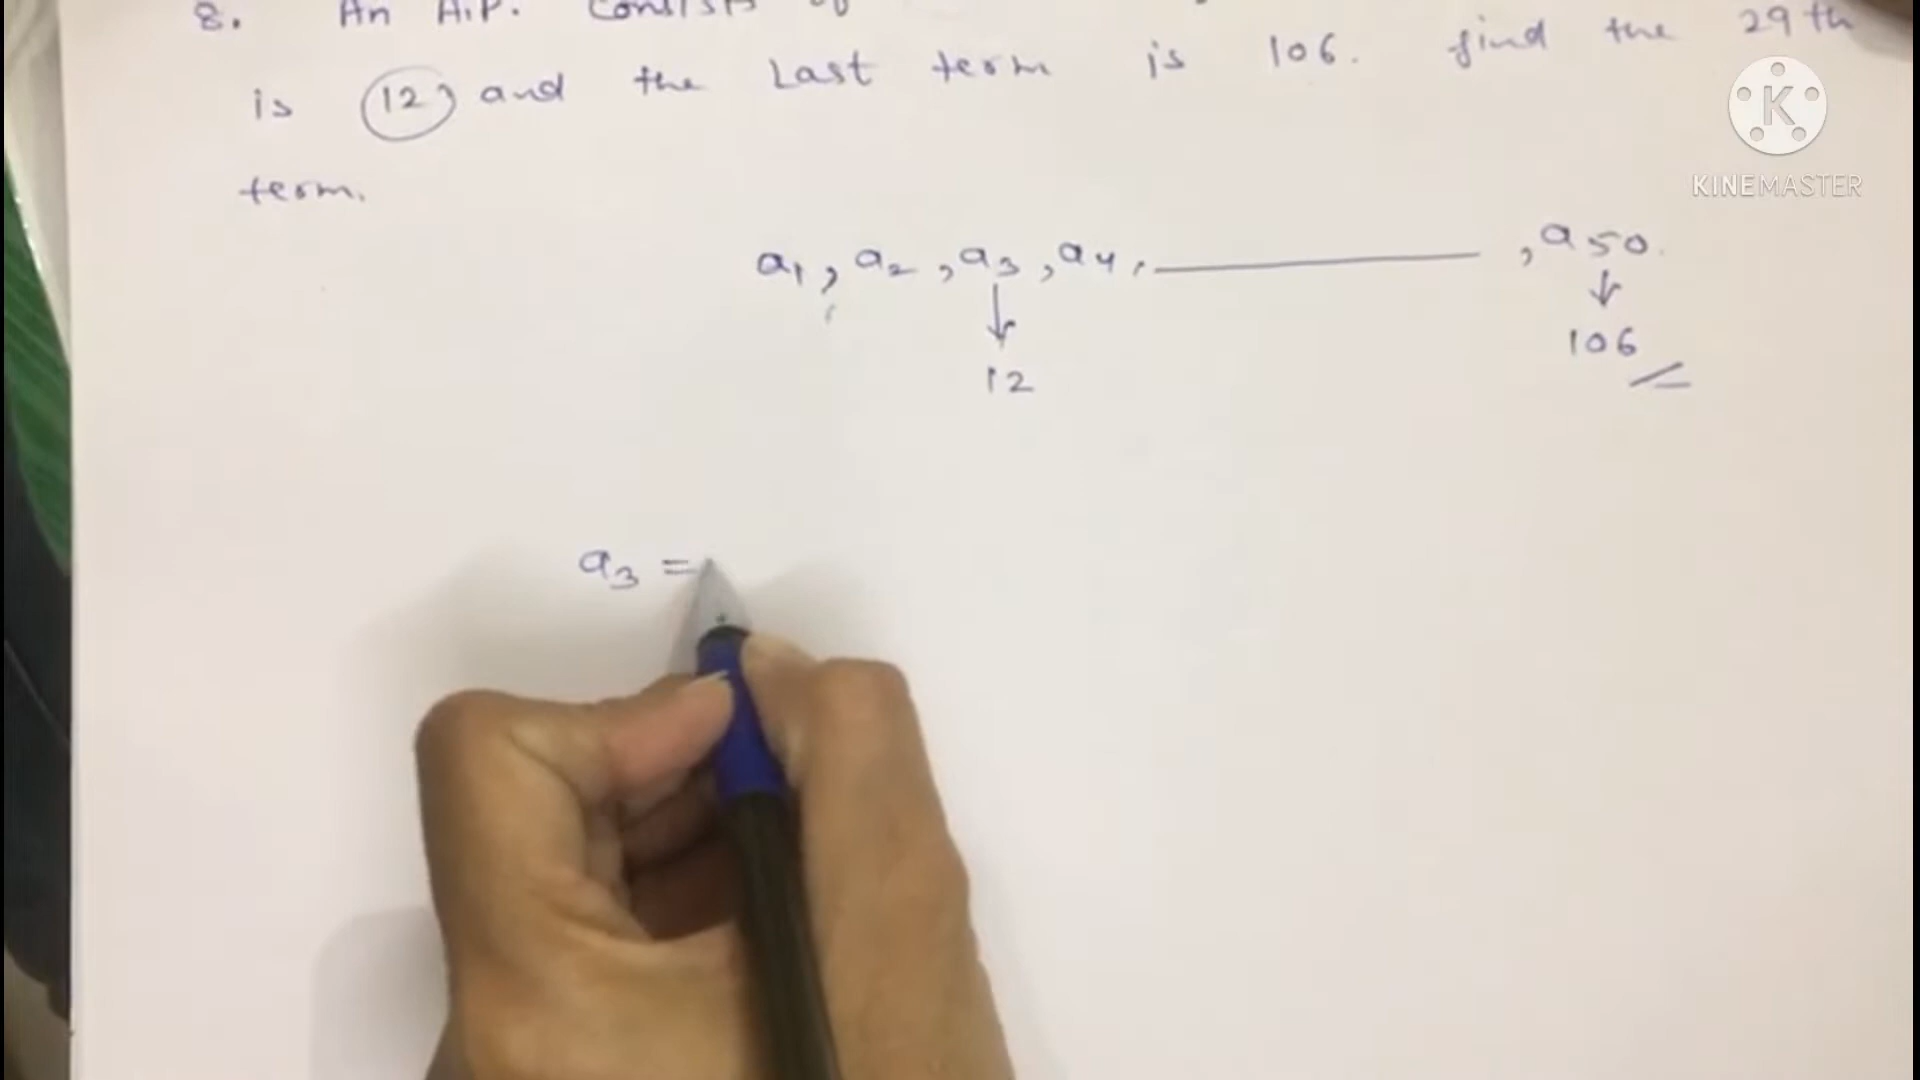 8. An A.P. Consists of
is 12 and the Last term is 106. find the 29th
term.
KINEMASTER
a1, a2, a3, a4, ———, a50.
12
106
a3 =